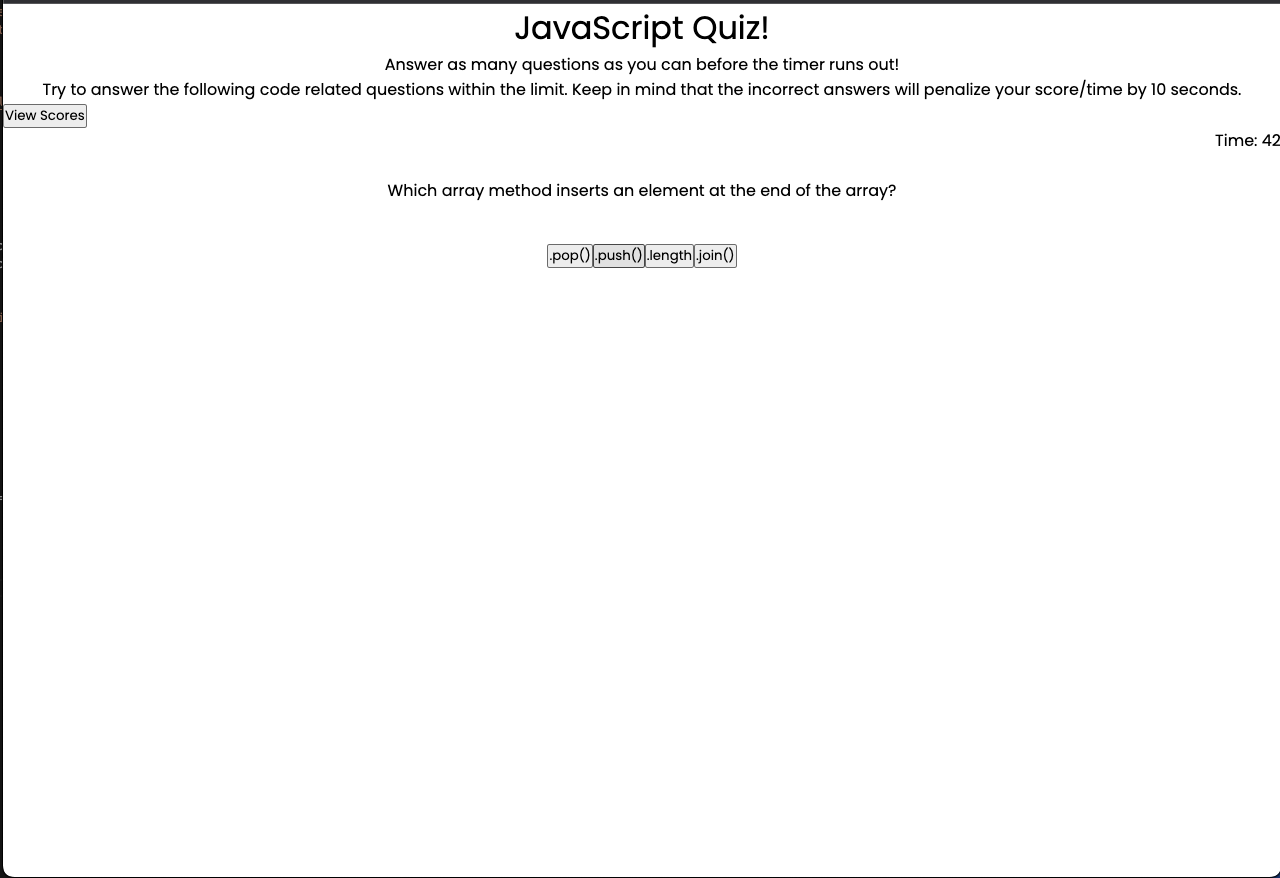 JavaScript Quiz!
Answer as many questions as you can before the timer runs out!
Try to answer the following code related questions within the limit. Keep in mind that the incorrect answers will penalize your score/time by 10 seconds.
View Scores
Time: 42
Which array method inserts an element at the end of the array?
.pop() .push() .length .join()